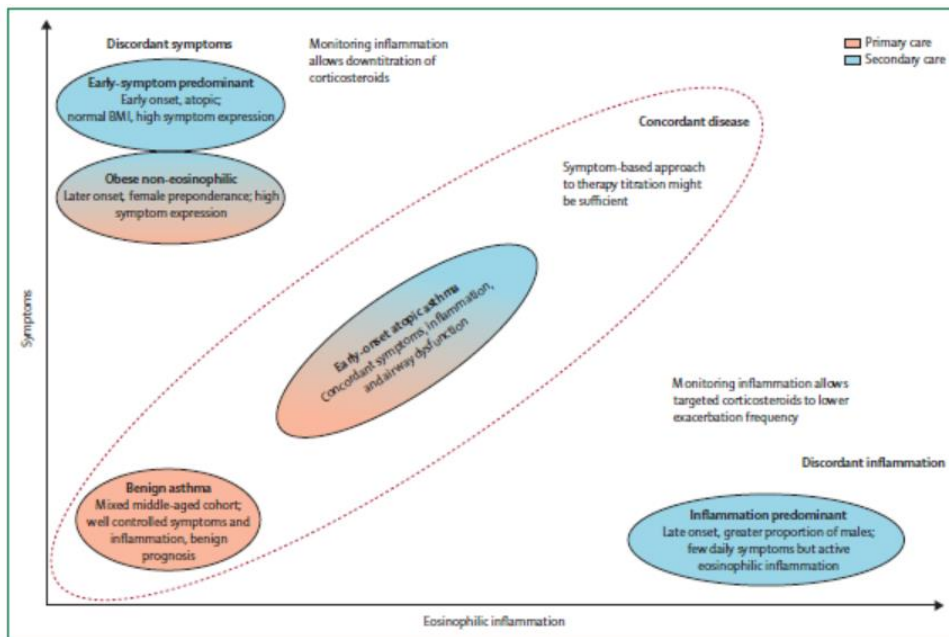 Discordant symptoms
Monitoring inflammation
allows downtitration of
corticosteroids
Primary care
Secondary care
Early-symptom predominant
Early onset, atopic;
normal BMI, high symptom expression
Concordant disease
Obese non-eosinophilic
Later onset, female preponderance; high
symptom expression
Symptom-based approach
to therapy titration might
be sufficient
Symptoms
Early-onset atopic asthma
Concordant symptoms, inflammation,
and airway dysfunction
Monitoring inflammation allows
targeted corticosteroids to lower
exacerbation frequency
Discordant inflammation
Benign asthma
Mixed middle-aged cohort;
well controlled symptoms and
inflammation, benign
prognosis
Inflammation predominant
Late onset, greater proportion of males;
few daily symptoms but active
eosinophilic inflammation
Eosinophilic inflammation